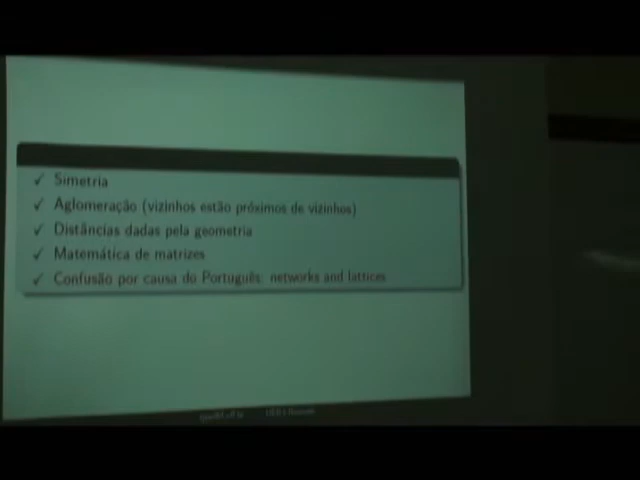 ✓ Simetria
✓ Aglomeração (vizinhos estão próximos de vizinhos)
✓ Distâncias dadas pela geometria
✓ Matemática de matrizes
✓ Confusão por causa do Português: networks and lattices